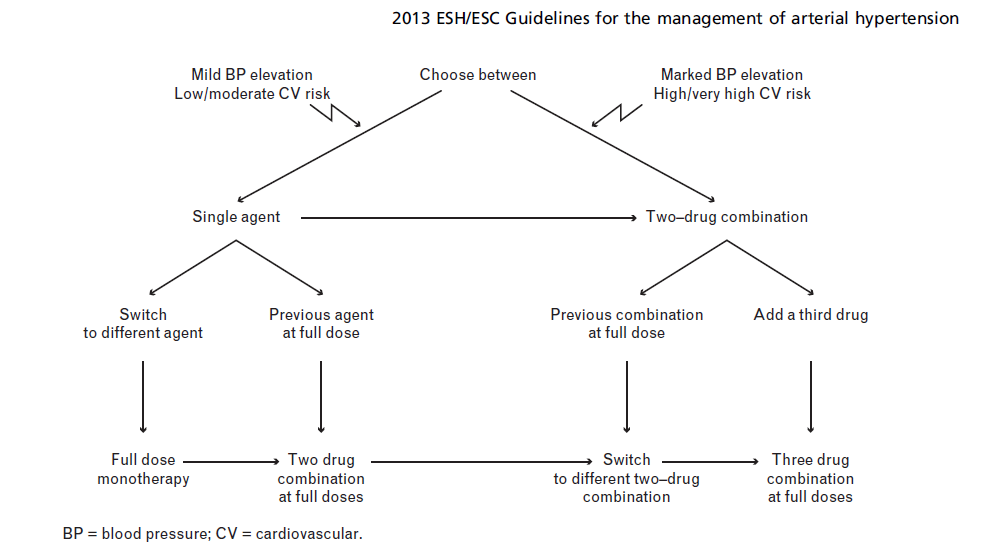 2013 ESH/ESC Guidelines for the management of arterial hypertension
Mild BP elevation
Low/moderate CV risk
Choose between
Marked BP elevation
High/very high CV risk
Single agent
Two–drug combination
Switch
to different agent
Previous agent
at full dose
Previous combination
at full dose
Add a third drug
Full dose
monotherapy
Two drug
combination
at full doses
Switch
to different two–drug
combination
Three drug
combination
at full doses
BP = blood pressure; CV = cardiovascular.